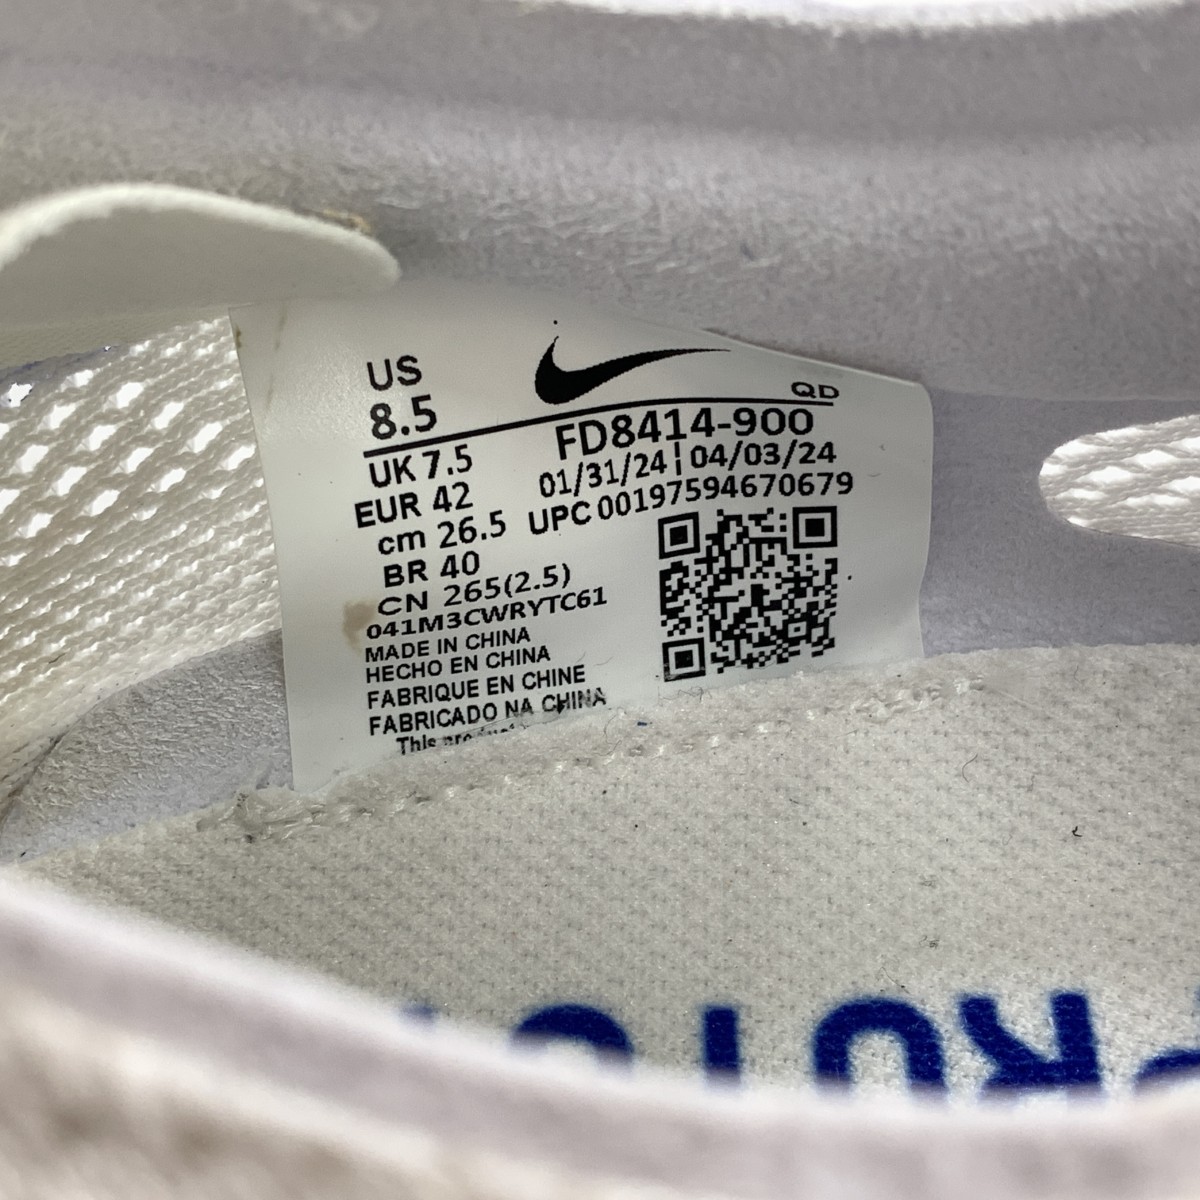 US
8.5
QD
UK 7.5
FD8414-900
EUR 42
01/31/24 | 04/03/24
cm 26.5
UPC 00197594670679
BR 40
CN 265(2.5)
041M3CWRYTC61
MADE IN CHINA
HECHO EN CHINA
FABRIQUE EN CHINE
FABRICADO NA CHINA
This product